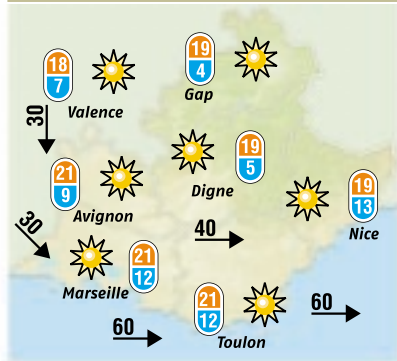 18
7
Valence
19
4
Gap
30
21
9
Avignon
19
5
Digne
19
13
Nice
30
40
21
12
Marseille
60
21
12
Toulon
60